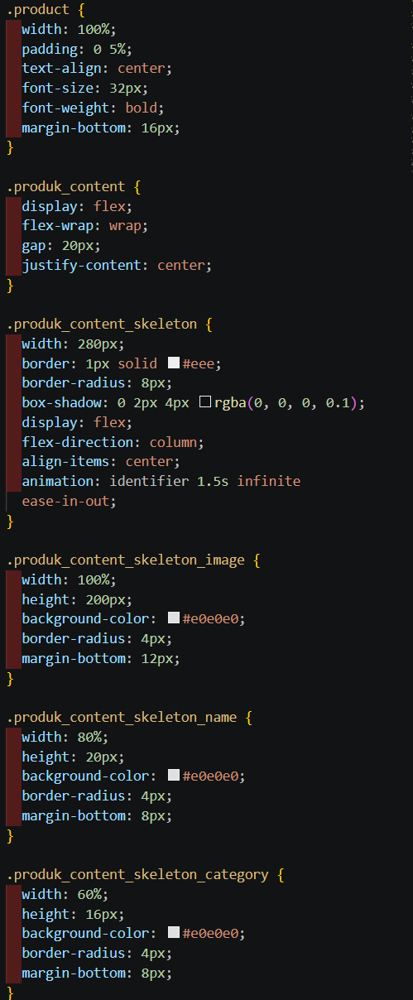 .product {
  width: 100%;
  padding: 0 5%;
  text-align: center;
  font-size: 32px;
  font-weight: bold;
  margin-bottom: 16px;
}

.produk_content {
  display: flex;
  flex-wrap: wrap;
  gap: 20px;
  justify-content: center;
}

.produk_content_skeleton {
  width: 280px;
  border: 1px solid #eee;
  border-radius: 8px;
  box-shadow: 0 2px 4px rgba(0, 0, 0, 0.1);
  display: flex;
  flex-direction: column;
  align-items: center;
  animation: identifier 1.5s infinite
  ease-in-out;
}

.produk_content_skeleton_image {
  width: 100%;
  height: 200px;
  background-color: #e0e0e0;
  border-radius: 4px;
  margin-bottom: 12px;
}

.produk_content_skeleton_name {
  width: 80%;
  height: 20px;
  background-color: #e0e0e0;
  border-radius: 4px;
  margin-bottom: 8px;
}

.produk_content_skeleton_category {
  width: 60%;
  height: 16px;
  background-color: #e0e0e0;
  border-radius: 4px;
  margin-bottom: 8px;
}